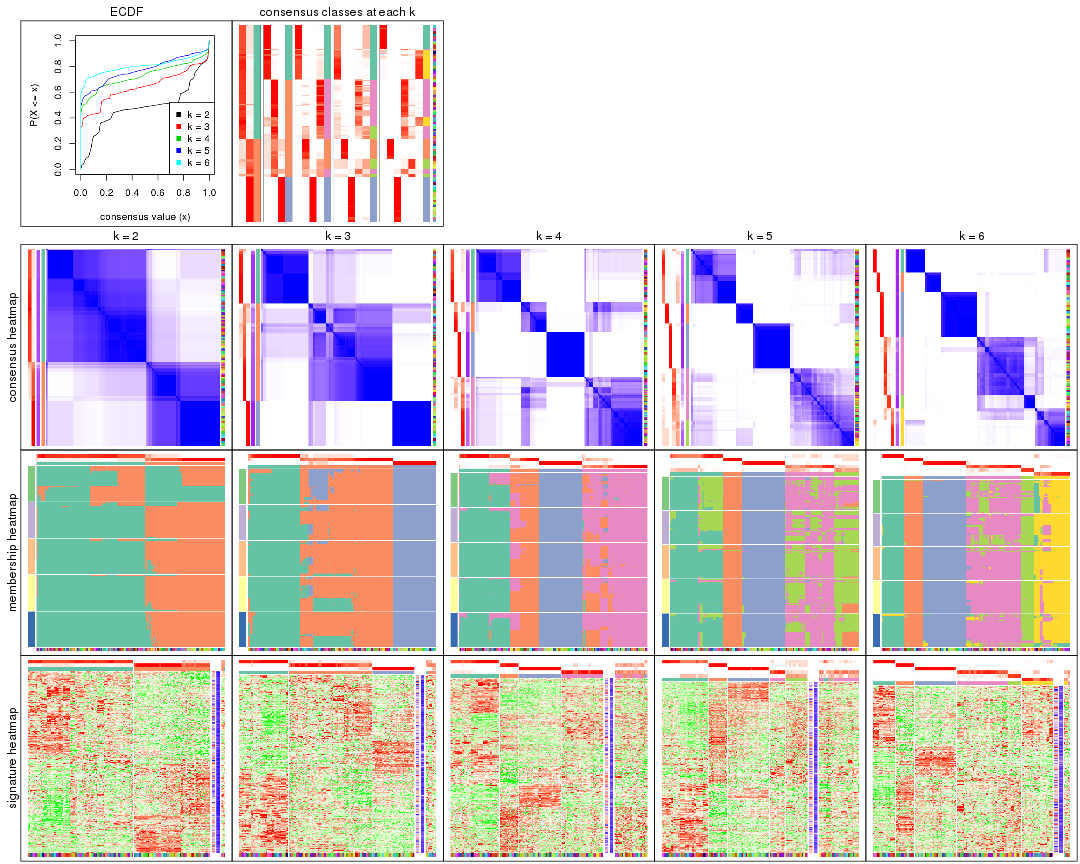 ECDF
consensus classes at each k
P(X <= x)
0.0 0.2 0.4 0.6 0.8 1.0
k = 2
k = 3
k = 4
k = 5
k = 6
0.0 0.2 0.4 0.6 0.8 1.0
consensus value (x)
k = 2
k = 3
k = 4
k = 5
k = 6
consensus heatmap
membership heatmap
signature heatmap